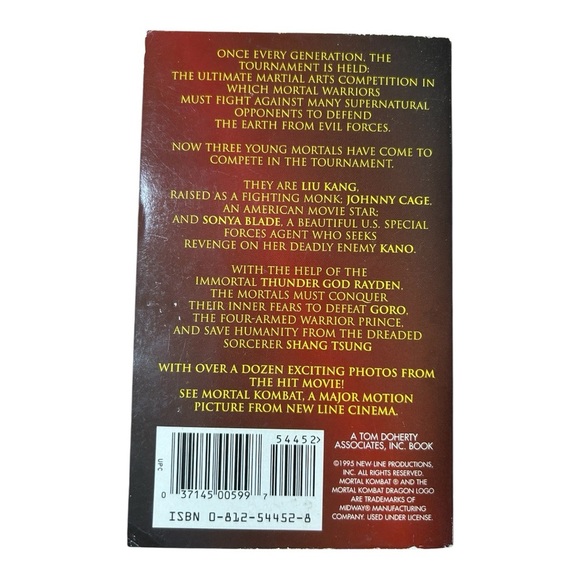 ONCE EVERY GENERATION, THE
TOURNAMENT IS HELD:
THE ULTIMATE MARTIAL ARTS COMPETITION IN
WHICH MORTAL WARRIORS
MUST FIGHT AGAINST MANY SUPERNATURAL
OPPONENTS TO DEFEND
THE EARTH FROM EVIL FORCES.
NOW THREE YOUNG MORTALS HAVE COME TO
COMPETE IN THE TOURNAMENT.
THEY ARE LIU KANG,
RAISED AS A FIGHTING MONK; JOHNNY CAGE,
AN AMERICAN MOVIE STAR;
AND SONYA BLADE, A BEAUTIFUL U.S. SPECIAL
FORCES AGENT WHO SEEKS
REVENGE ON HER DEADLY ENEMY KANO.
WITH THE HELP OF THE
IMMORTAL THUNDER GOD RAYDEN,
THE MORTALS MUST CONQUER
THEIR INNER FEARS TO DEFEAT GORO,
THE FOUR-ARMED WARRIOR PRINCE,
AND SAVE HUMANITY FROM THE DREADED
SORCERER SHANG TSUNG
WITH OVER A DOZEN EXCITING PHOTOS FROM
THE HIT MOVIE!
SEE MORTAL KOMBAT, A MAJOR MOTION
PICTURE FROM NEW LINE CINEMA.
54452>
UPC
0 37145 00599 7
ISBN 0-812-54452-8
A TOM DOHERTY
ASSOCIATES, INC. BOOK
©1995 NEW LINE PRODUCTIONS,
INC. ALL RIGHTS RESERVED.
MORTAL KOMBAT ® AND THE
MORTAL KOMBAT DRAGON LOGO
ARE TRADEMARKS OF
MIDWAY® MANUFACTURING
COMPANY. USED UNDER LICENSE.